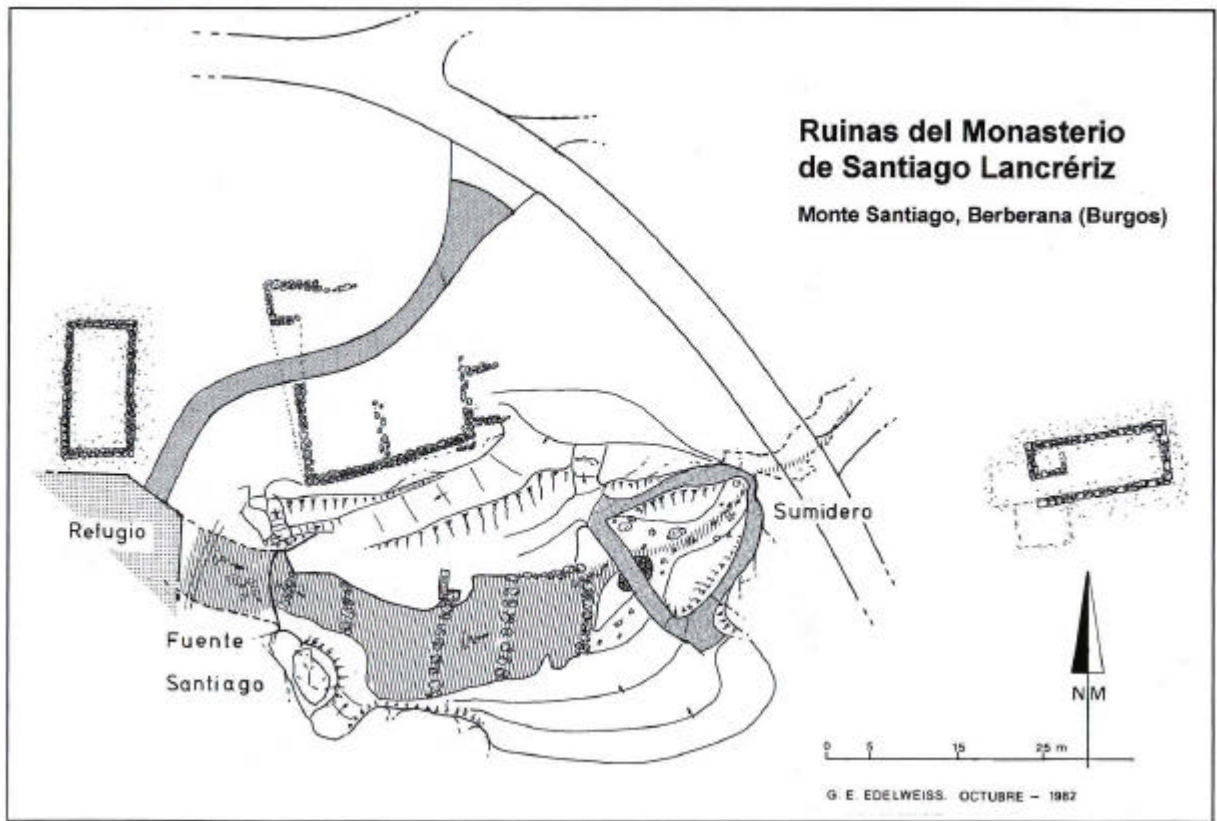 Ruinas del Monasterio
de Santiago Lancrériz
Monte Santiago, Berberana (Burgos)
Refugio
Sumidero
Fuente
Santiago
NM
0 5 15 25 m
G. E. EDELWEISS. OCTUBRE - 1982